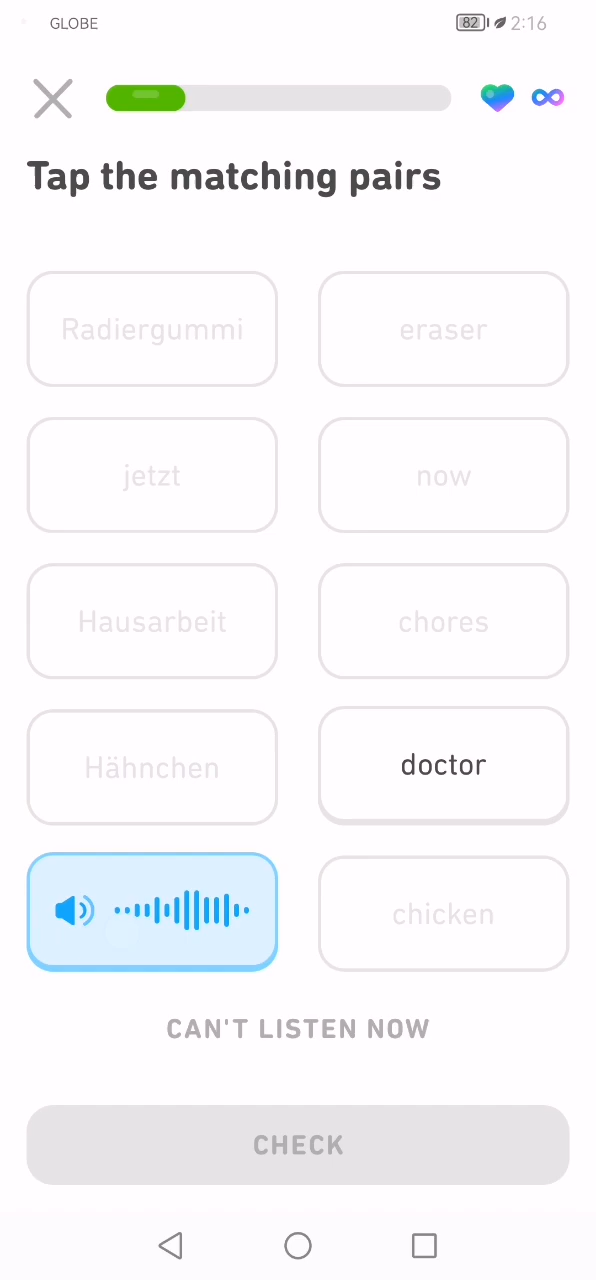 GLOBE 82 2:16
Tap the matching pairs
Radiergummi eraser
jetzt now
Hausarbeit chores
Hähnchen doctor
chicken
CAN'T LISTEN NOW
CHECK